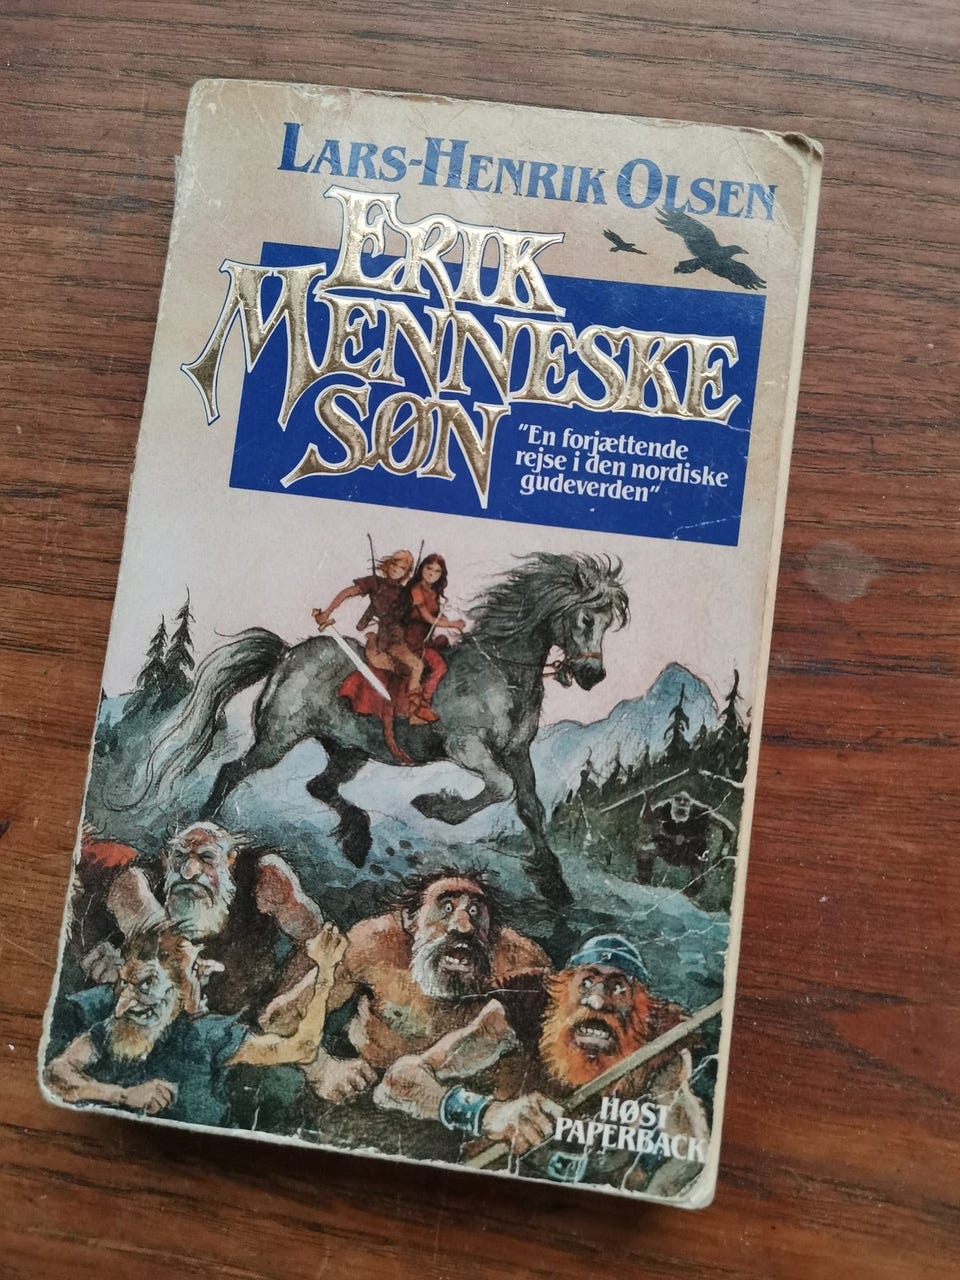 LARS-HENRIK OLSEN
ERIK
MENNESKE
SØN
"En forjættende
rejse i den nordiske
gudeverden"
HØST
PAPERBACK